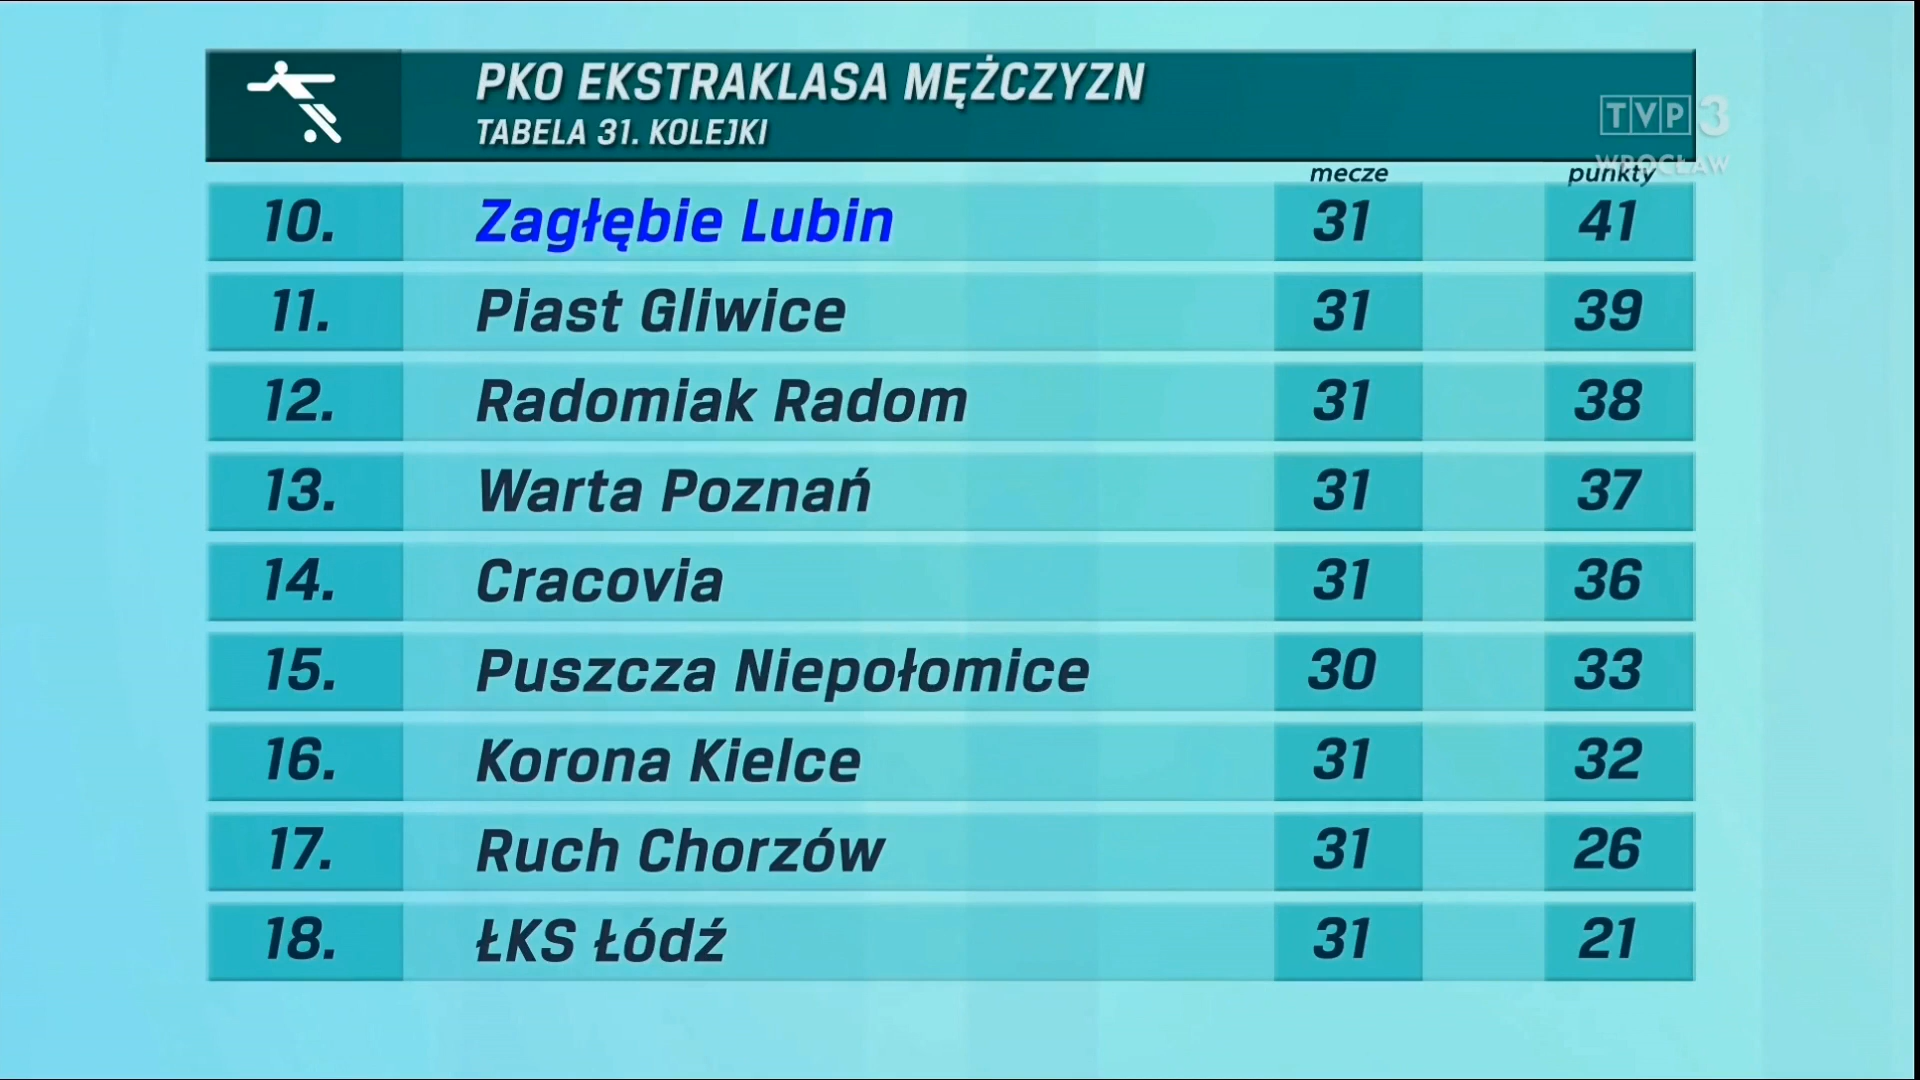 PKO EKSTRAKLASA MĘŻCZYZN
TABELA 31. KOLEJKI
TVP 3
WROCŁAW
mecze punkty
10. Zagłębie Lubin 31 41
11. Piast Gliwice 31 39
12. Radomiak Radom 31 38
13. Warta Poznań 31 37
14. Cracovia 31 36
15. Puszcza Niepołomice 30 33
16. Korona Kielce 31 32
17. Ruch Chorzów 31 26
18. ŁKS Łódź 31 21